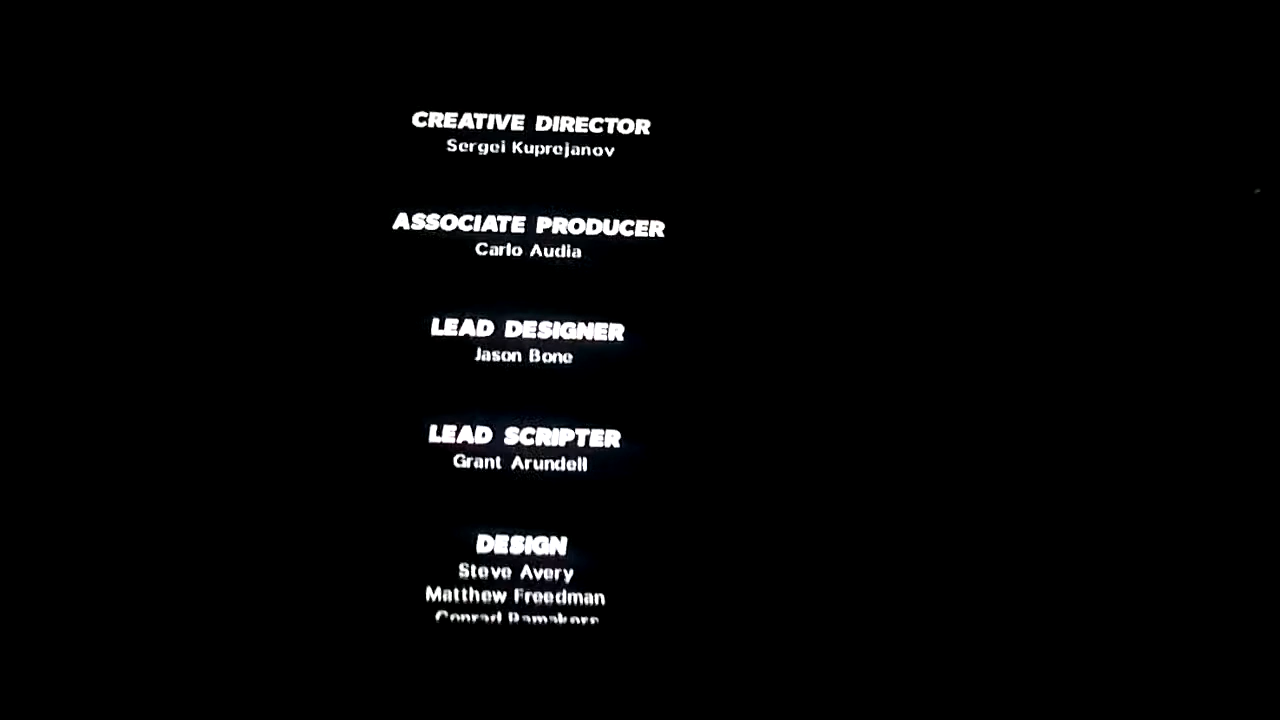 CREATIVE DIRECTOR
Sergei Kuprejanov
ASSOCIATE PRODUCER
Carlo Audia
LEAD DESIGNER
Jason Bone
LEAD SCRIPTER
Grant Arundell
DESIGN
Steve Avery
Matthew Freedman
Conrad